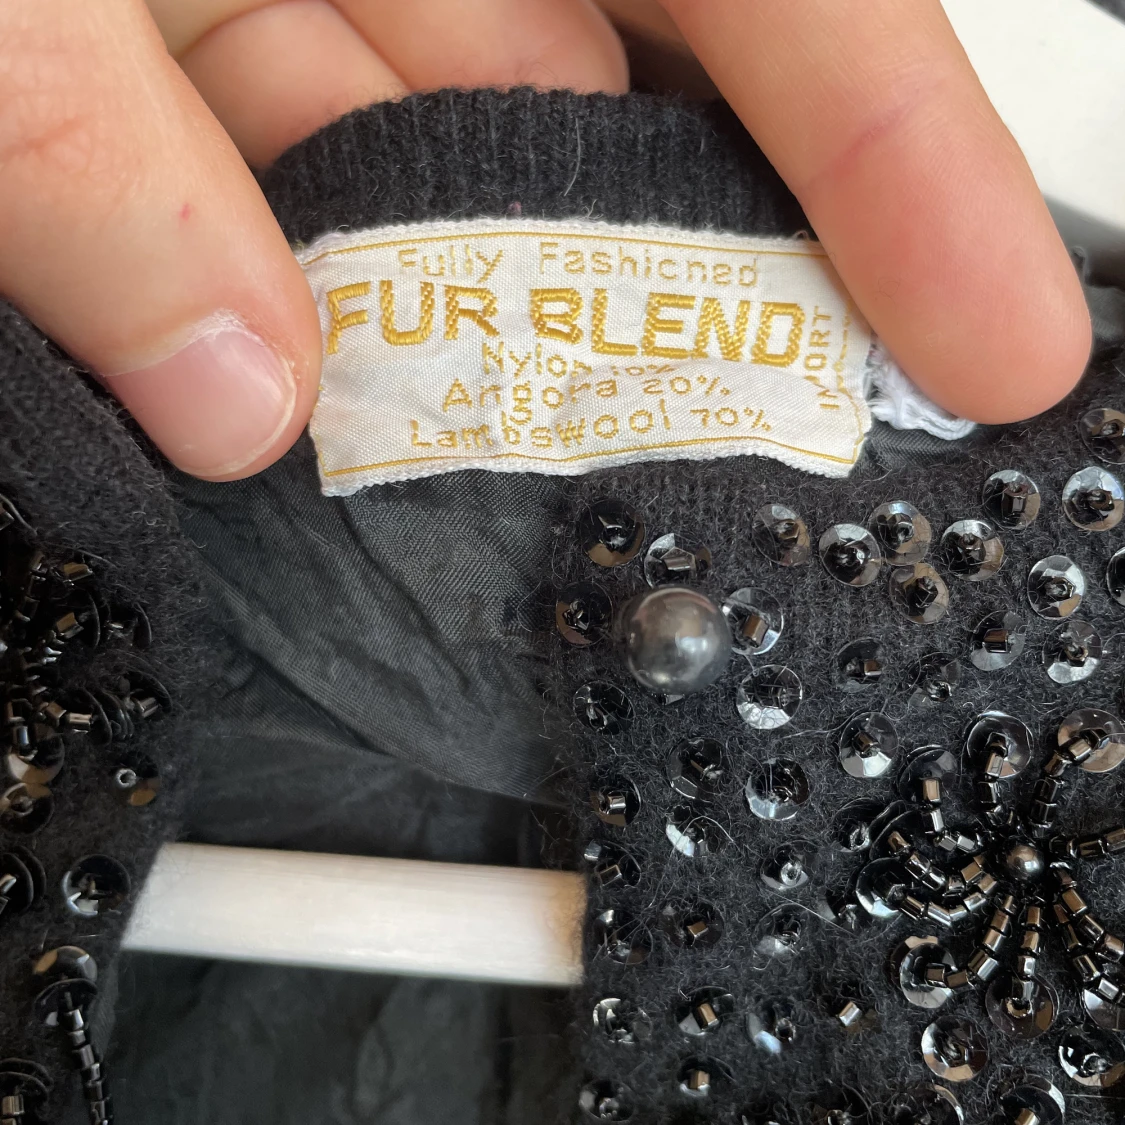 Fully Fashioned
FUR BLEND
Nylon 10%
Angora 20%
Lambswool 70%
IMPORT